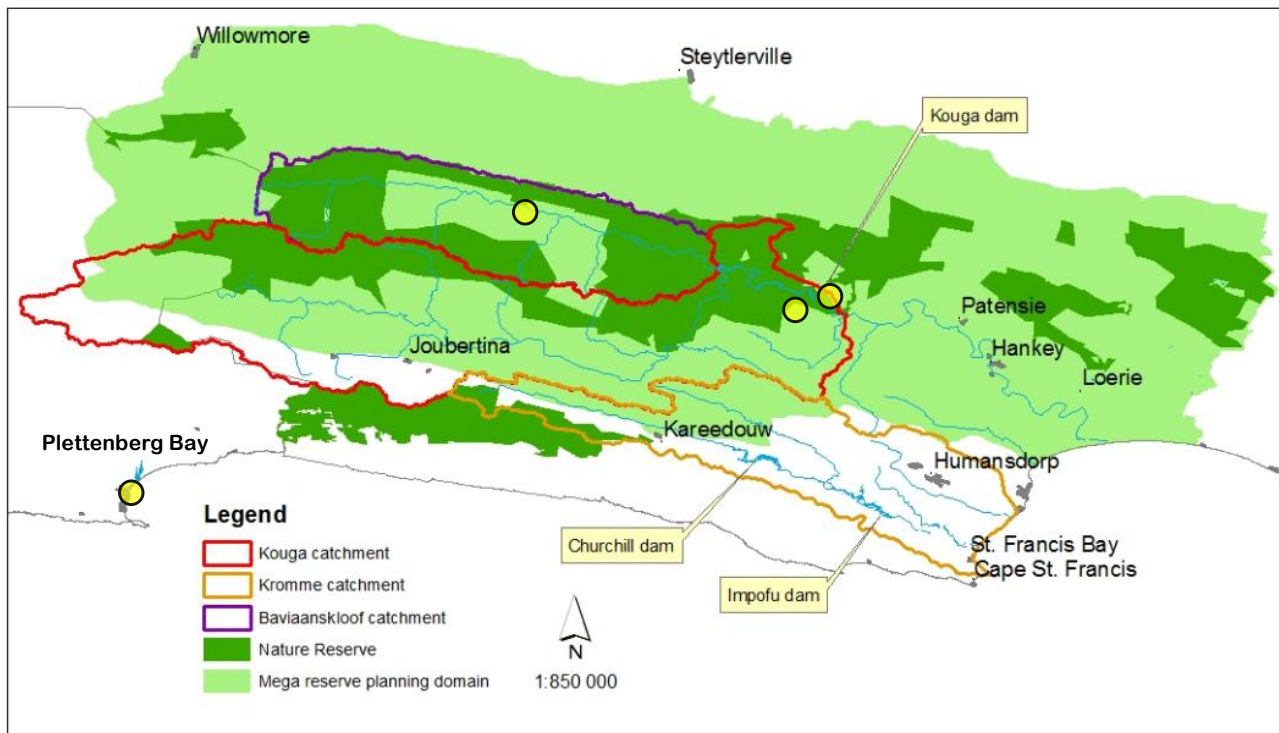 Willowmore
Steytlerville
Kouga dam
Patensie
Hankey
Joubertina
Loerie
Kareedouw
Plettenberg Bay
Humansdorp
Legend
Kouga catchment
Kromme catchment
Baviaanskloof catchment
Nature Reserve
Mega reserve planning domain
Churchill dam
Impofu dam
St. Francis Bay
Cape St. Francis
N
1:850 000